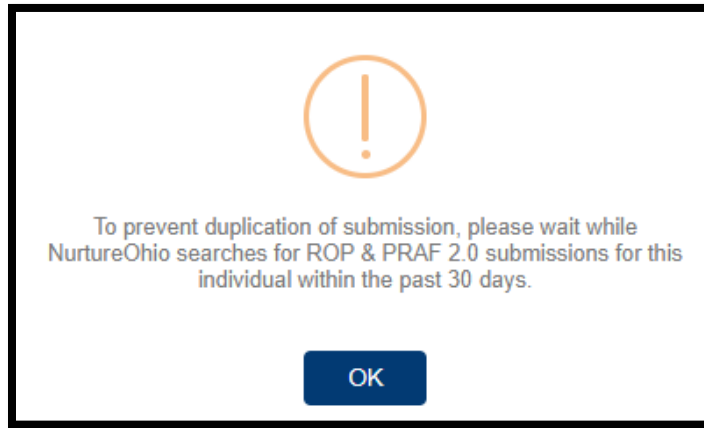 To prevent duplication of submission, please wait while
NurtureOhio searches for ROP & PRAF 2.0 submissions for this
individual within the past 30 days.
OK